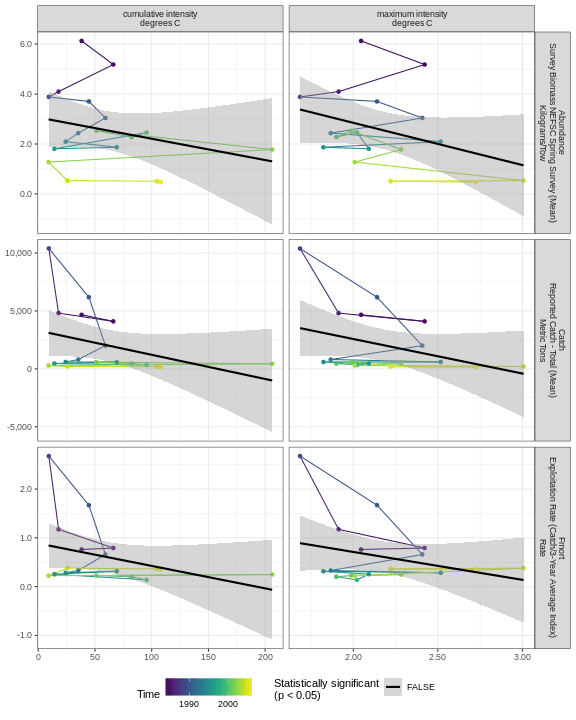 cumulative intensity
degrees C
maximum intensity
degrees C
6.0
4.0
2.0
0.0
Abundance
Survey Biomass NEFSC Spring Survey (Mean)
Kilograms/Tow
10,000
5,000
0
-5,000
Catch
Reported Catch - Total (Mean)
Metric Tons
2.0
1.0
0.0
-1.0
Fmort
Exploitation Rate (Catch/3-Year Average Index)
Rate
0 50 100 150 200
2.00 2.50 3.00
Time
1990 2000
Statistically significant
(p < 0.05)
FALSE